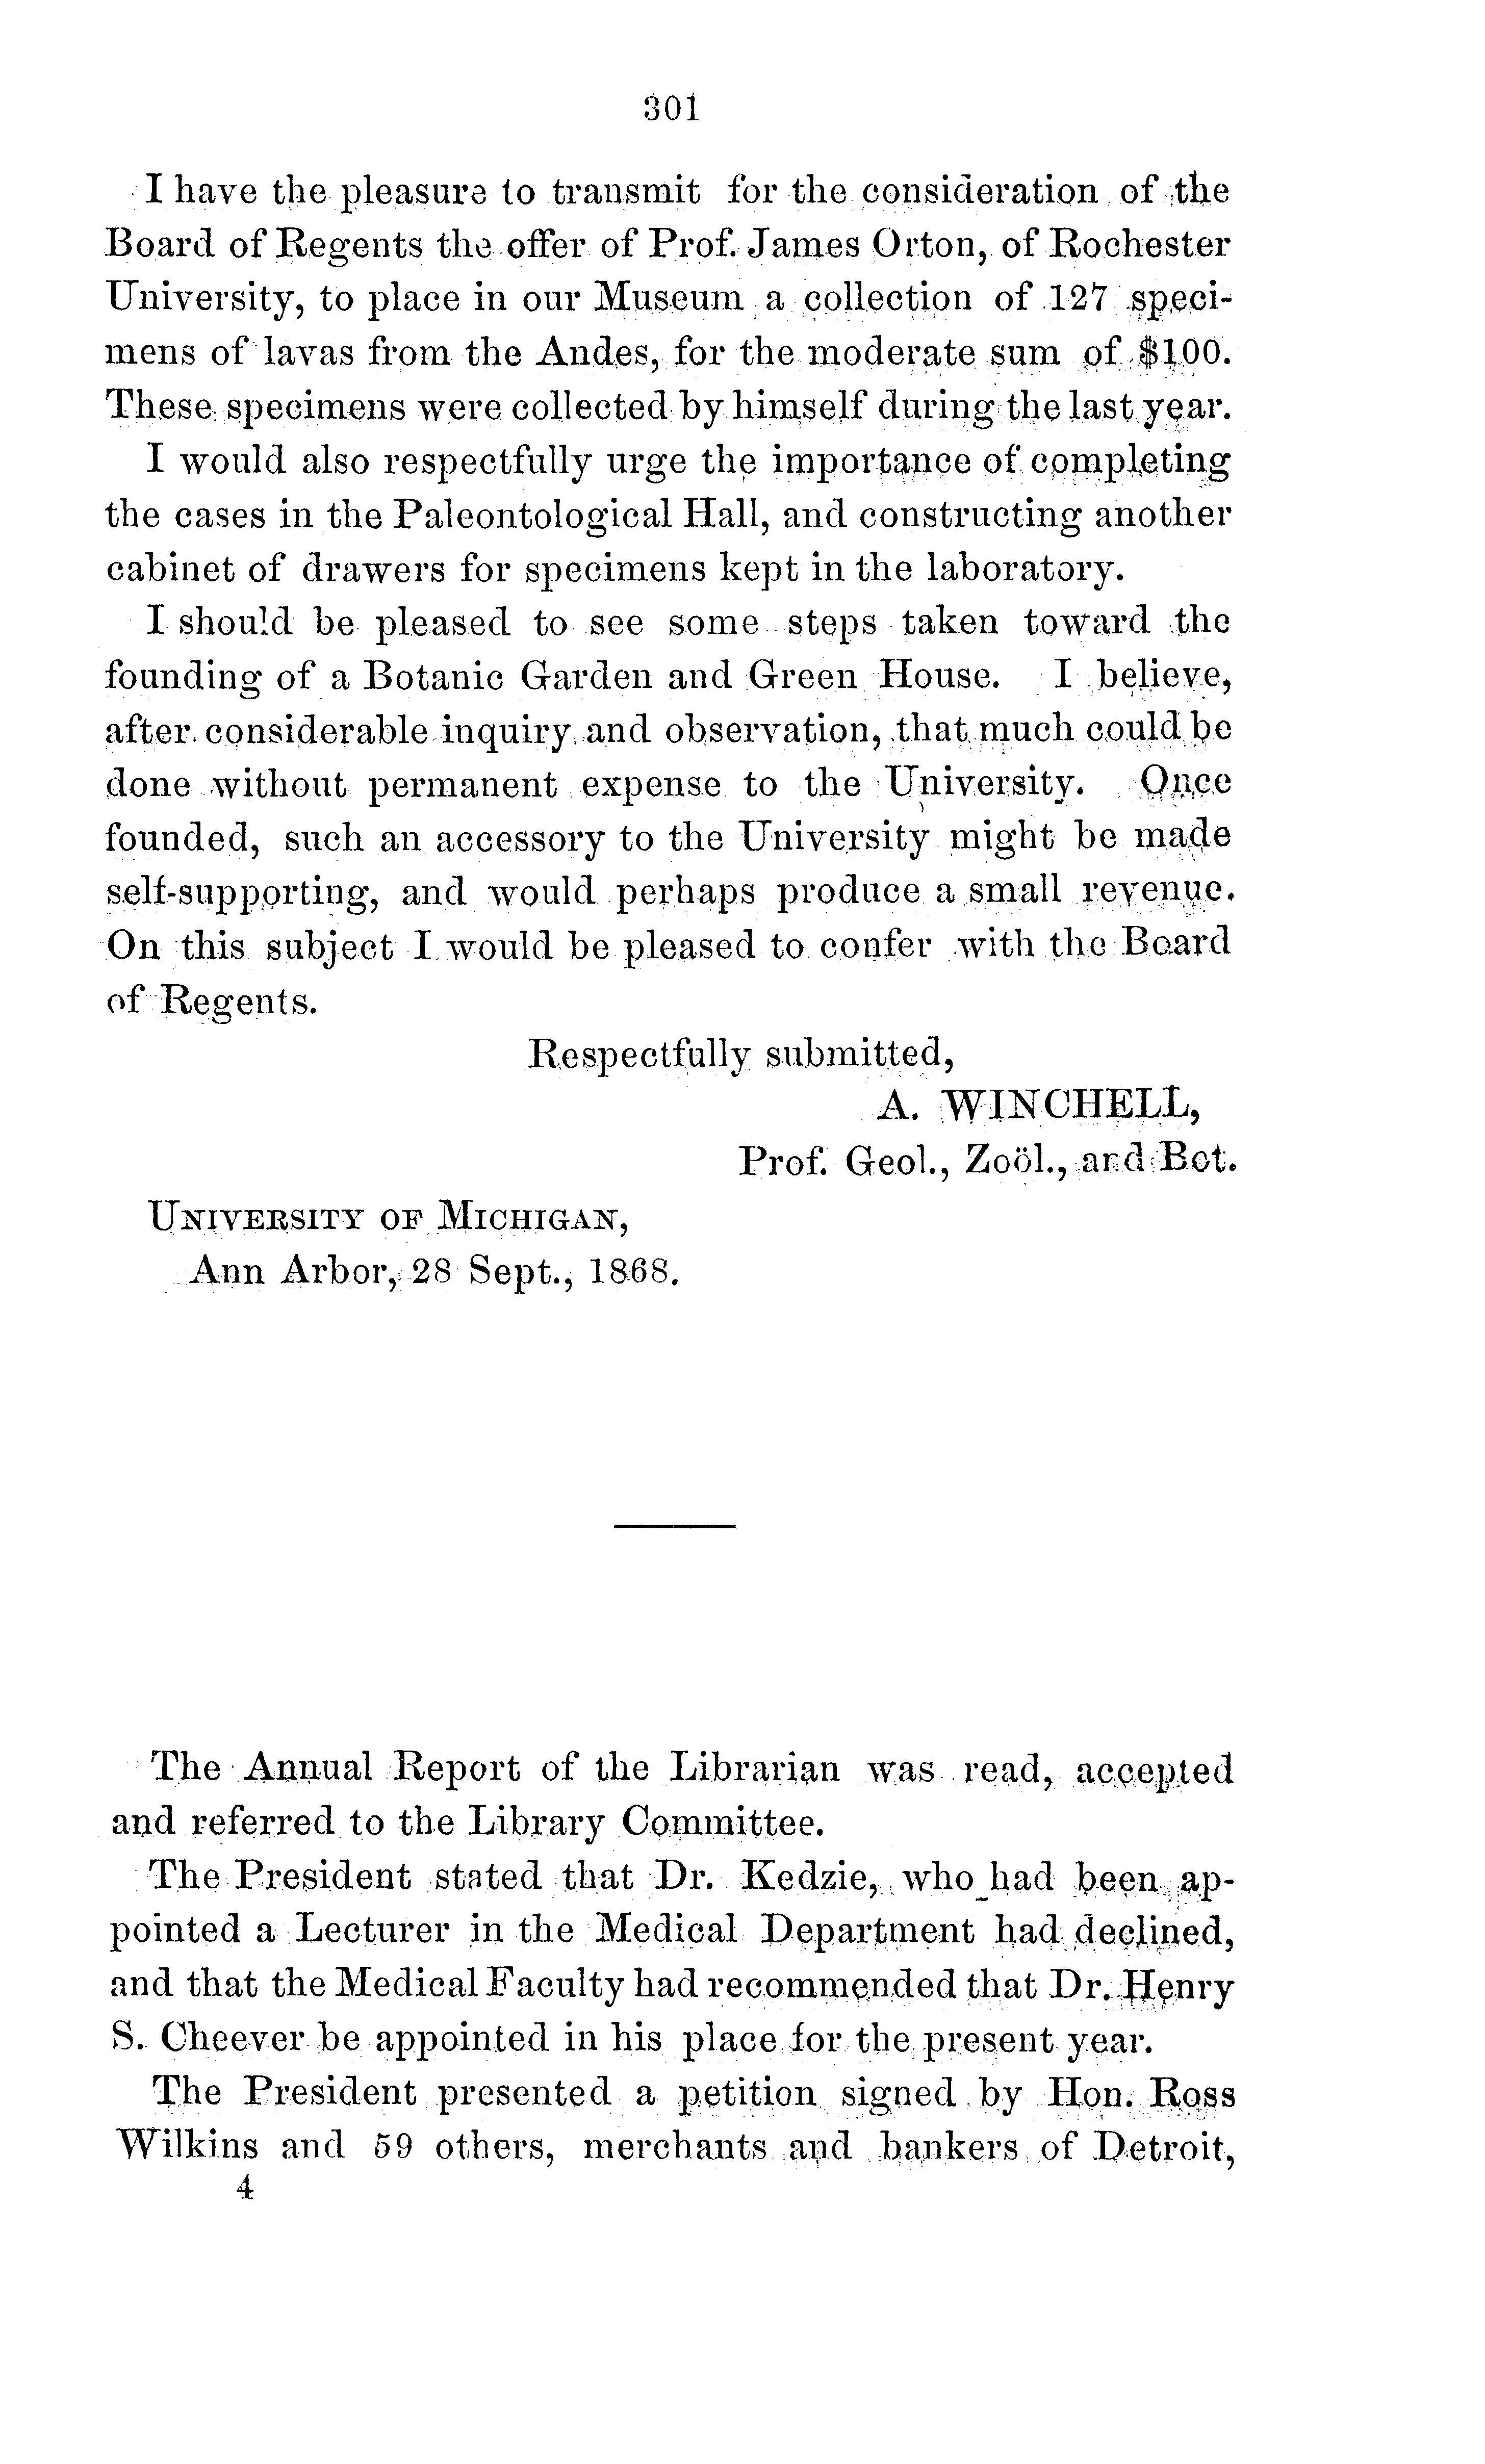 301
I have the pleasure to transmit for the consideration of the
Board of Regents the offer of Prof. James Orton, of Rochester
University, to place in our Museum a collection of 127 speci-
mens of lavas from the Andes, for the moderate sum of $100.
These specimens were collected by himself during the last year.
I would also respectfully urge the importance of completing
the cases in the Paleontological Hall, and constructing another
cabinet of drawers for specimens kept in the laboratory.
I should be pleased to see some steps taken toward the
founding of a Botanic Garden and Green House. I believe,
after considerable inquiry and observation, that much could be
done without permanent expense to the University. Once
founded, such an accessory to the University might be made
self-supporting, and would perhaps produce a small revenue.
On this subject I would be pleased to confer with the Board
of Regents.
Respectfully submitted,
A. WINCHELL,
Prof. Geol., Zoöl., and Bot.
UNIVERSITY OF MICHIGAN,
Ann Arbor, 28 Sept., 1868.
The Annual Report of the Librarian was read, accepted
and referred to the Library Committee.
The President stated that Dr. Kedzie, who had been ap-
pointed a Lecturer in the Medical Department had declined,
and that the Medical Faculty had recommended that Dr. Henry
S. Cheever be appointed in his place for the present year.
The President presented a petition signed by Hon. Ross
Wilkins and 59 others, merchants and bankers of Detroit,
4